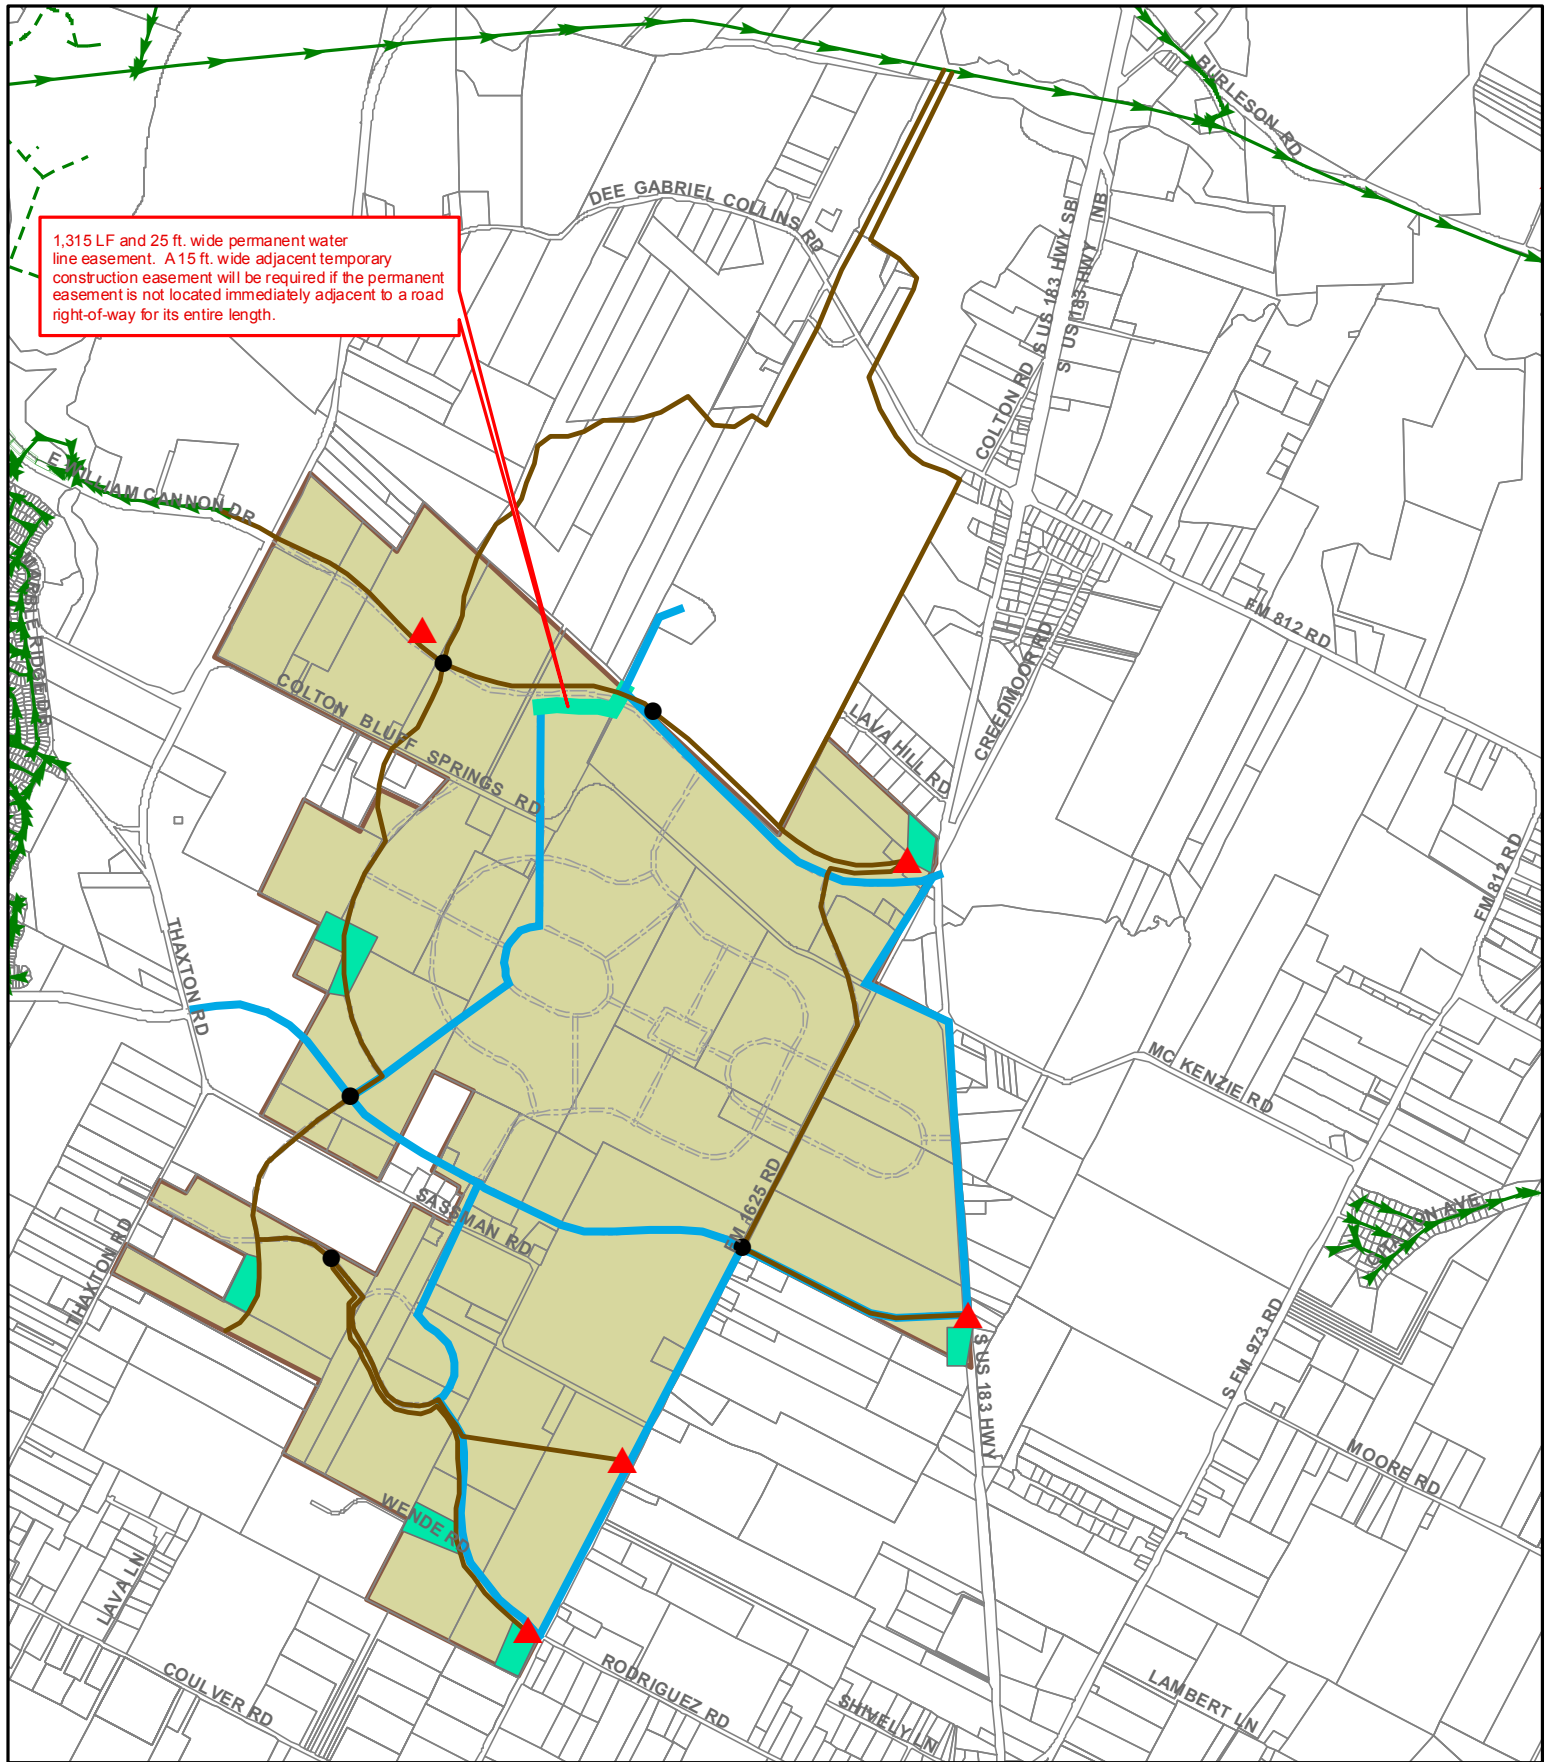 BURLESON RD
DEE GABRIEL COLLINS RD
S US 183 HWY SB
S US 183 HWY NB
1,315 LF and 25 ft. wide permanent water
line easement. A 15 ft. wide adjacent temporary
construction easement will be required if the permanent
easement is not located immediately adjacent to a road
right-of-way for its entire length.
COLTON RD
E WILLIAM CANNON DR
MARBLE RIDGE DR
FM 812 RD
CREEDMOOR RD
COLTON BLUFF SPRINGS RD
LAVA HILL RD
FM 812 RD
THAXTON RD
MC KENZIE RD
FM 1625 RD
SASSMAN RD
THAXTON RD
S FM 973 RD
S US 183 HWY
MOORE RD
WENDE RD
LAVA LN
COULVER RD
RODRIGUEZ RD
SHIVELY LN
LAMBERT LN